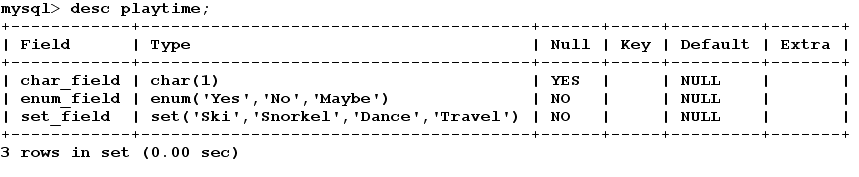 mysql> desc playtime;
+------------+-------------------------------------+------+-----+---------+-------+
| Field      | Type                                | Null | Key | Default | Extra |
+------------+-------------------------------------+------+-----+---------+-------+
| char_field | char(1)                             | YES  |     | NULL    |       |
| enum_field | enum('Yes','No','Maybe')            | NO   |     | NULL    |       |
| set_field  | set('Ski','Snorkel','Dance','Travel') | NO   |     | NULL    |       |
+------------+-------------------------------------+------+-----+---------+-------+
3 rows in set (0.00 sec)